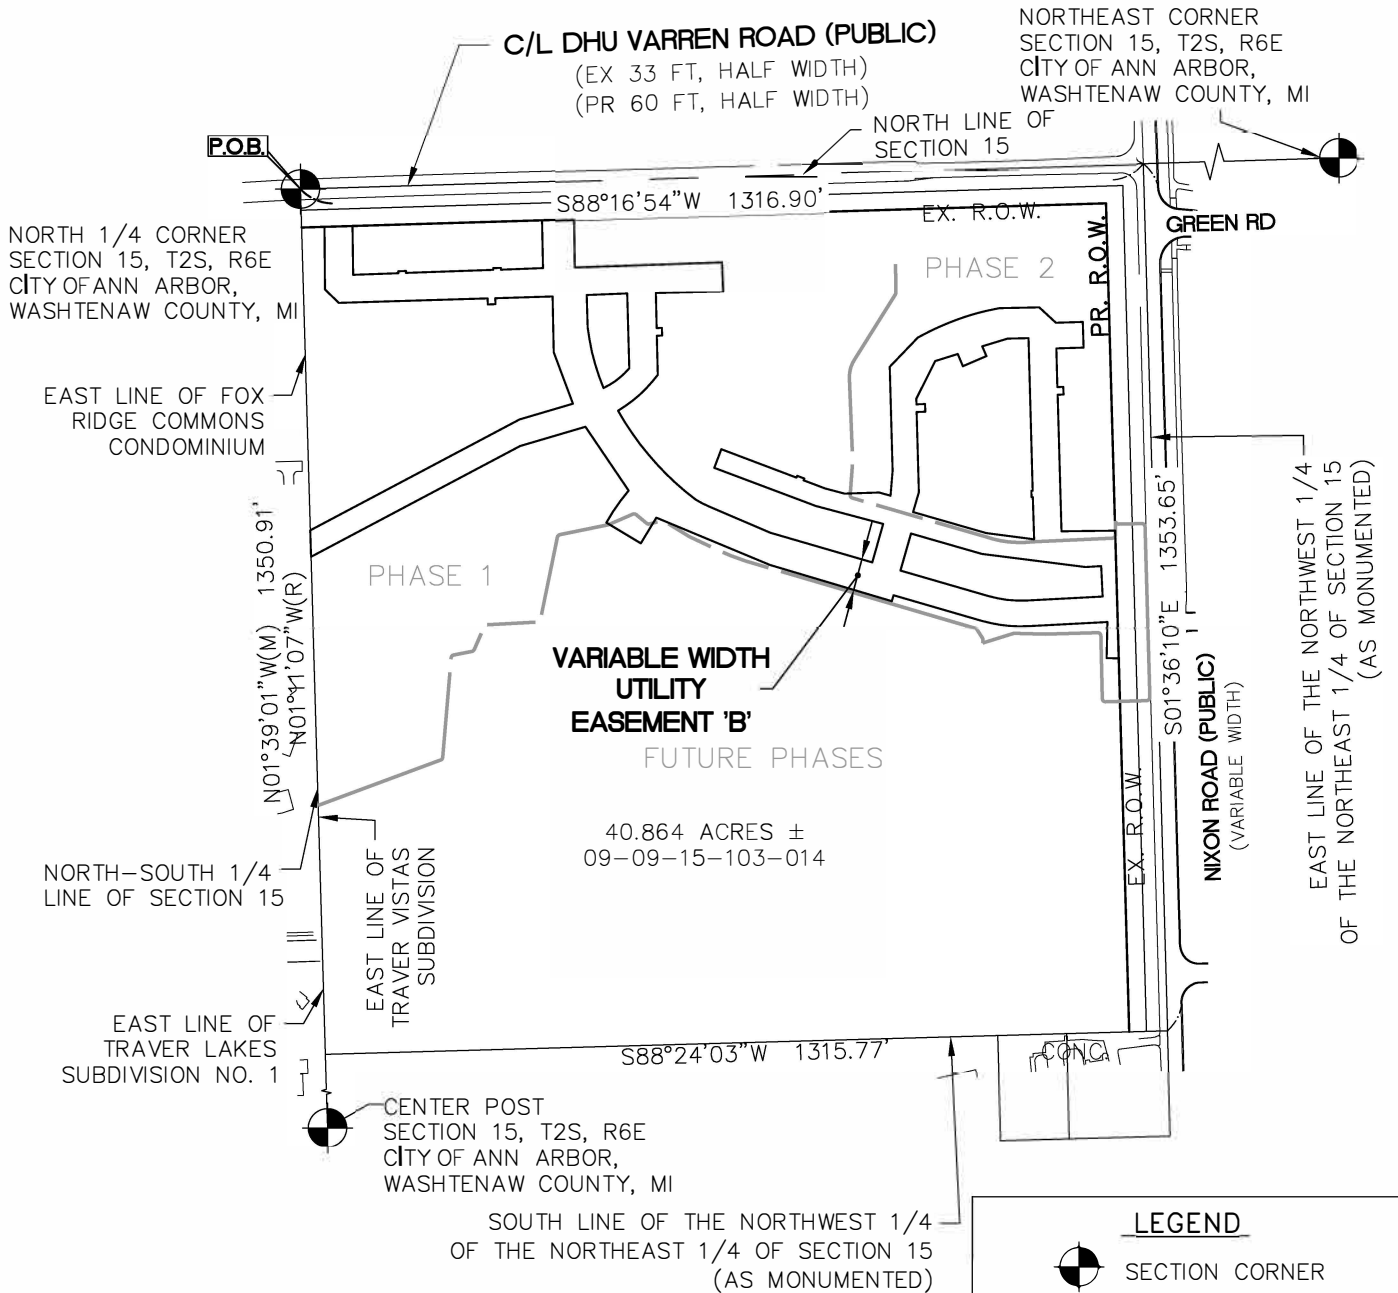 C/L DHU VARREN ROAD (PUBLIC)
(EX 33 FT, HALF WIDTH)
(PR 60 FT, HALF WIDTH)
NORTHEAST CORNER
SECTION 15, T2S, R6E
CITY OF ANN ARBOR,
WASHTENAW COUNTY, MI
NORTH LINE OF
SECTION 15
P.O.B.
S88°16'54"W 1316.90'
EX. R.O.W.
GREEN RD
NORTH 1/4 CORNER
SECTION 15, T2S, R6E
CITY OF ANN ARBOR,
WASHTENAW COUNTY, MI
PHASE 2
PR. R.O.W.
EAST LINE OF FOX
RIDGE COMMONS
CONDOMINIUM
N01°39'01"W(M) 1350.91'
N01°11'07"W(R)
PHASE 1
S01°36'10"E 1353.65'
EAST LINE OF THE NORTHWEST 1/4
OF THE NORTHEAST 1/4 OF SECTION 15
(AS MONUMENTED)
VARIABLE WIDTH
UTILITY
EASEMENT 'B'
FUTURE PHASES
NIXON ROAD (PUBLIC)
(VARIABLE WIDTH)
EX. R.O.W.
40.864 ACRES ±
09-09-15-103-014
NORTH-SOUTH 1/4
LINE OF SECTION 15
EAST LINE OF
TRAVER VISTAS
SUBDIVISION
EAST LINE OF
TRAVER LAKES
SUBDIVISION NO. 1
S88°24'03"W 1315.77'
CONC.
CENTER POST
SECTION 15, T2S, R6E
CITY OF ANN ARBOR,
WASHTENAW COUNTY, MI
SOUTH LINE OF THE NORTHWEST 1/4
OF THE NORTHEAST 1/4 OF SECTION 15
(AS MONUMENTED)
LEGEND
SECTION CORNER